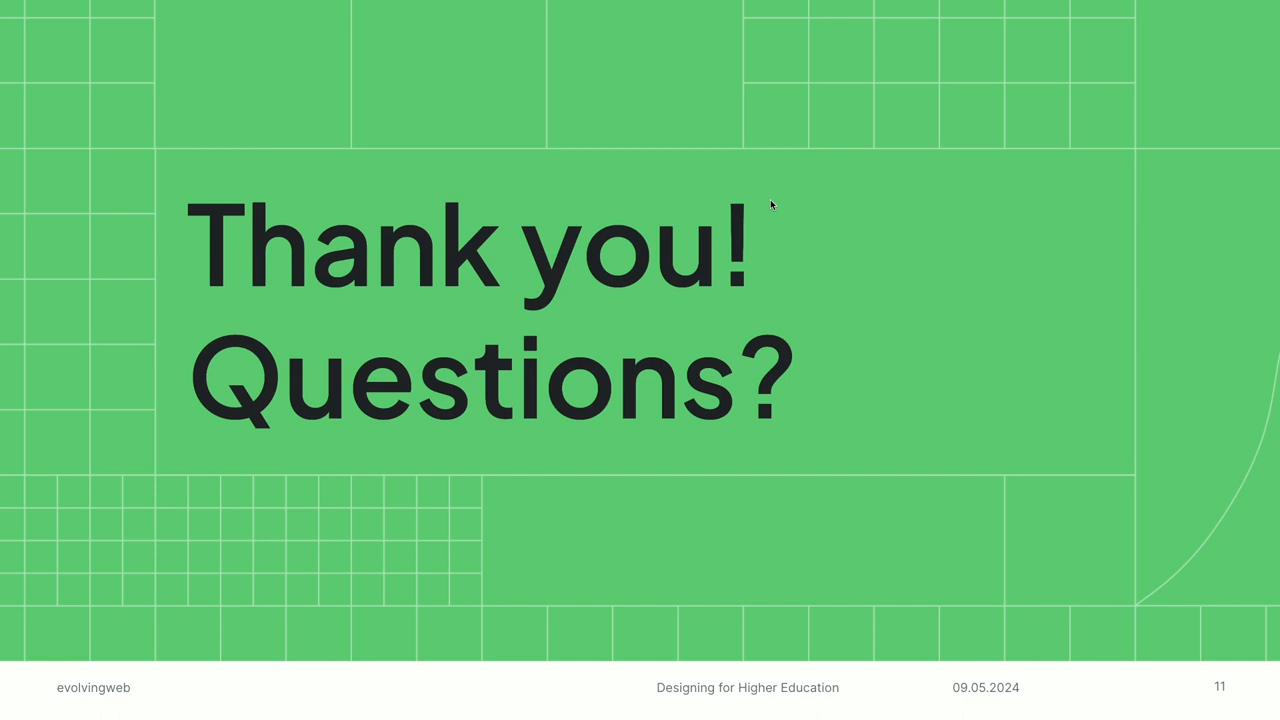 Thank you!
Questions?
evolvingweb
Designing for Higher Education
09.05.2024
11